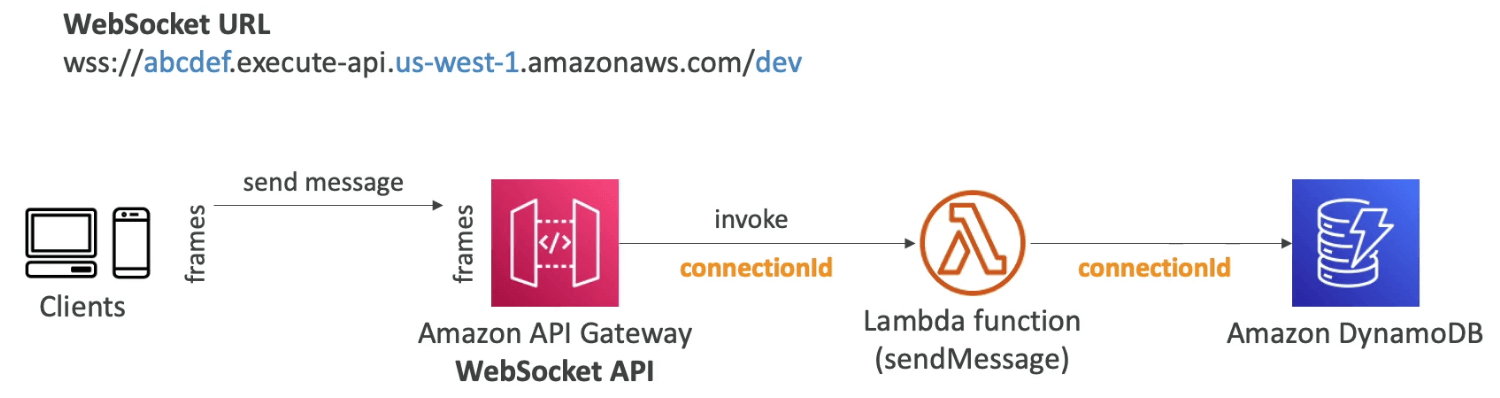 WebSocket URL
wss://abcdef.execute-api.us-west-1.amazonaws.com/dev
send message
frames
frames
invoke
connectionId
connectionId
Clients
Amazon API Gateway
WebSocket API
Lambda function
(sendMessage)
Amazon DynamoDB